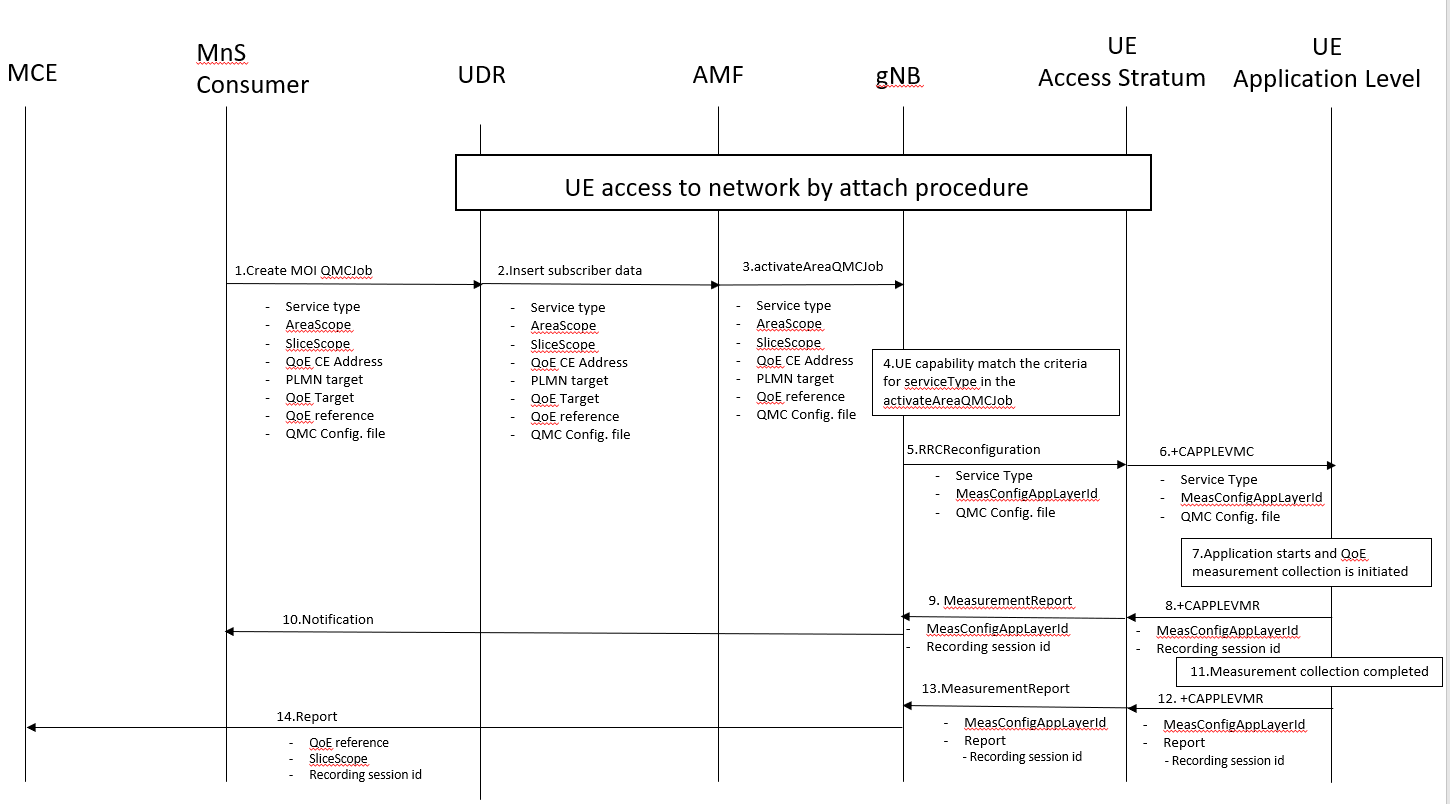 MCE
MnS
Consumer
UDR
AMF
gNB
UE
Access Stratum
UE
Application Level
UE access to network by attach procedure
1.Create MOI QMCJob
- Service type
- AreaScope
- SliceScope
- QoE CE Address
- PLMN target
- QoE Target
- QoE reference
- QMC Config. file
2.Insert subscriber data
- Service type
- AreaScope
- SliceScope
- QoE CE Address
- PLMN target
- QoE Target
- QoE reference
- QMC Config. file
3.activateAreaQMCJob
- Service type
- AreaScope
- SliceScope
- QoE CE Address
- PLMN target
- QoE reference
- QMC Config. file
4.UE capability match the criteria
for serviceType in the
activateAreaQMCJob
5.RRCReconfiguration
- Service Type
- MeasConfigAppLayerId
- QMC Config. file
6.+CAPPLEVMC
- Service Type
- MeasConfigAppLayerId
- QMC Config. file
7.Application starts and QoE
measurement collection is initiated
8.+CAPPLEVMR
- MeasConfigAppLayerId
- Recording session id
9. MeasurementReport
- MeasConfigAppLayerId
- Recording session id
10.Notification
11.Measurement collection completed
12. +CAPPLEVMR
- MeasConfigAppLayerId
- Report
- Recording session id
13.MeasurementReport
- MeasConfigAppLayerId
- Report
- Recording session id
14.Report
- QoE reference
- SliceScope
- Recording session id